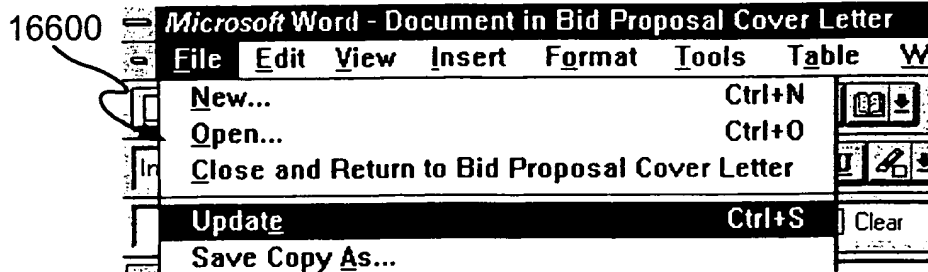 16600
Microsoft Word - Document in Bid Proposal Cover Letter
File Edit View Insert Format Tools Table W
New... Ctrl+N
Open... Ctrl+O
Close and Return to Bid Proposal Cover Letter
In U
Update Ctrl+S Clear
Save Copy As...